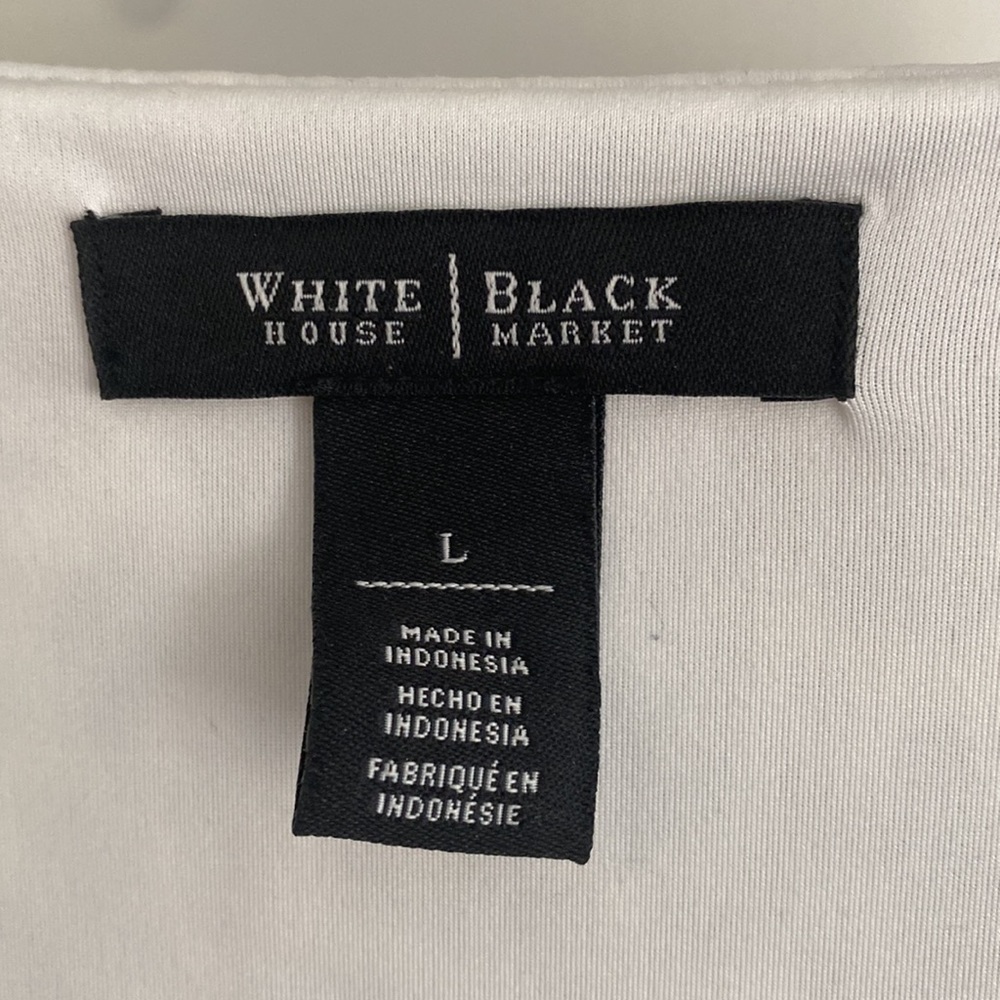 WHITE | BLACK
HOUSE | MARKET
L
MADE IN
INDONESIA
HECHO EN
INDONESIA
FABRIQUÉ EN
INDONÉSIE